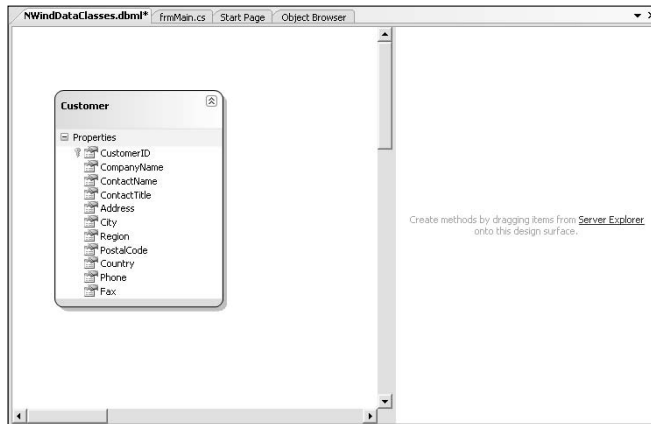 NWindDataClasses.dbml* frmMain.cs Start Page Object Browser
Customer
Properties
CustomerID
CompanyName
ContactName
ContactTitle
Address
City
Region
PostalCode
Country
Phone
Fax
Create methods by dragging items from Server Explorer
onto this design surface.